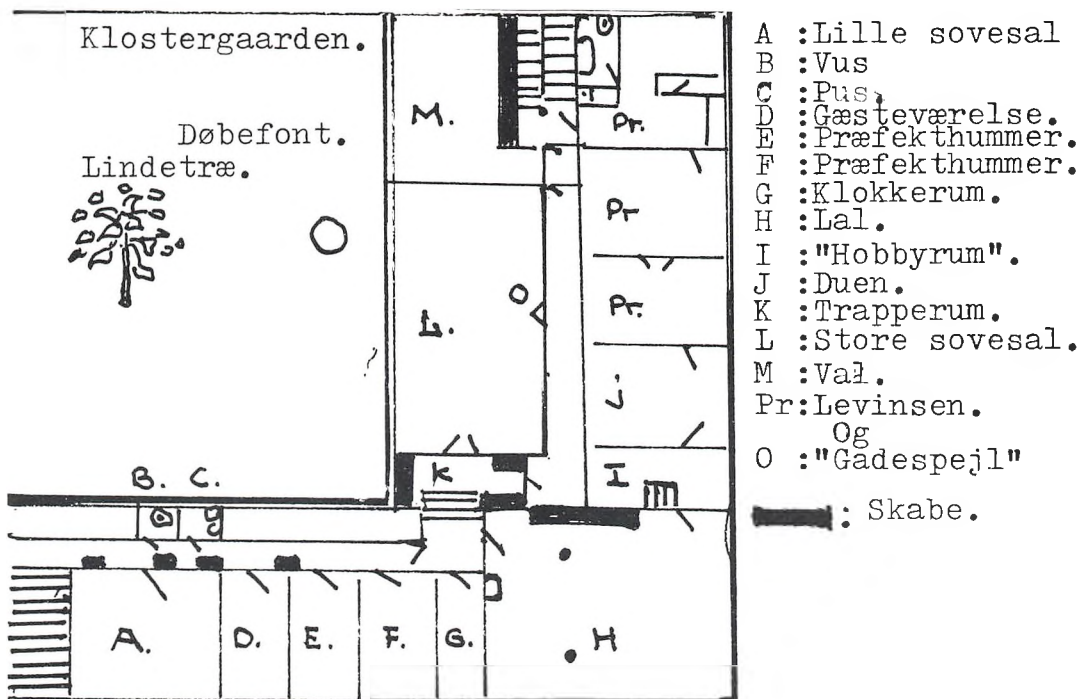 Klostergaarden.
Døbefont.
Lindetræ.
M.
Pr.
Pr
Pr.
L.
O
J
I
K
B. C.
A. D. E. F. G. H
A :Lille sovesal
B :Vus
C :Pus.
D :Gæsteværelse.
E :Præfekthummer.
F :Præfekthummer.
G :Klokkerum.
H :Lal.
I :"Hobbyrum".
J :Duen.
K :Trapperum.
L :Store sovesal.
M :Val.
Pr:Levinsen.
Og
O :"Gadespejl"
: Skabe.